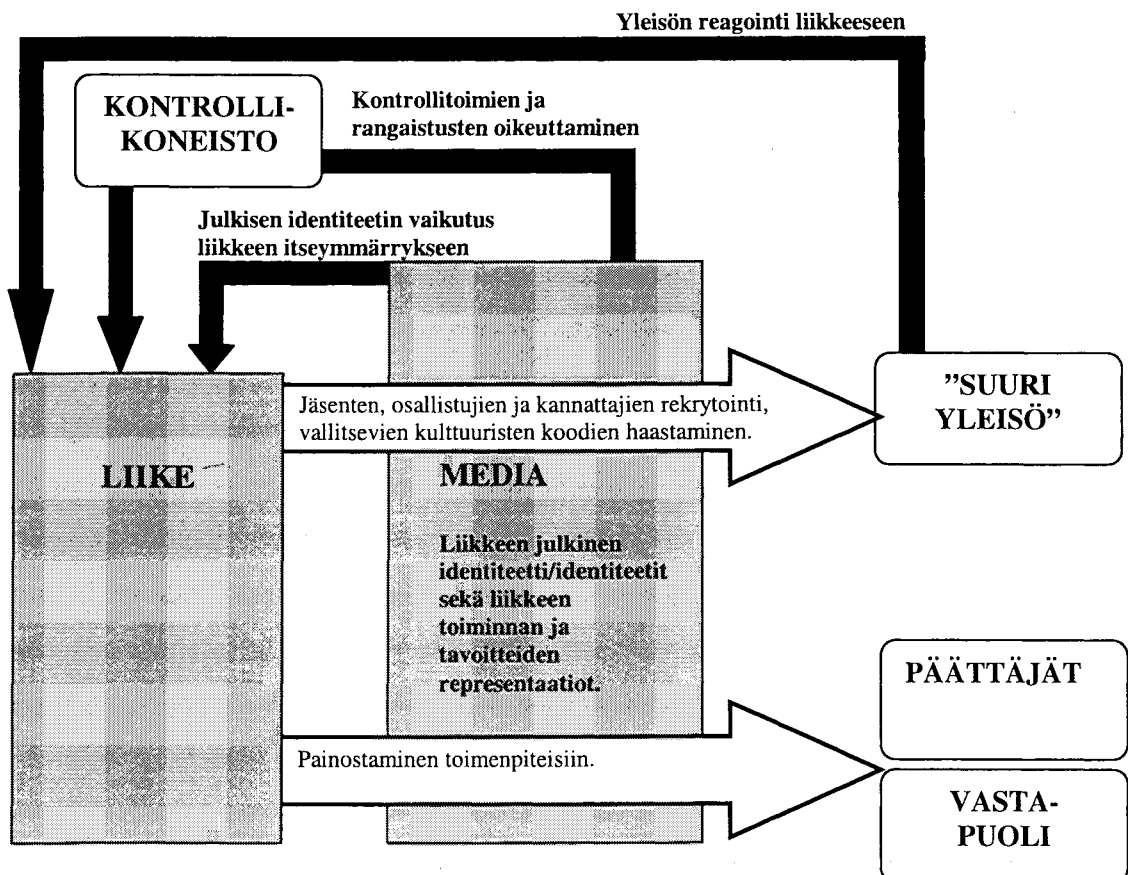 Yleisön reagointi liikkeeseen
KONTROLLI-
KONEISTO
Kontrollitoimien ja
rangaistusten oikeuttaminen
Julkisen identiteetin vaikutus
liikkeen itseymmärrykseen
Jäsenten, osallistujien ja kannattajien rekrytointi,
vallitsevien kulttuuristen koodien haastaminen.
"SUURI
YLEISÖ"
LIIKE
MEDIA
Liikkeen julkinen
identiteetti/identiteetit
sekä liikkeen
toiminnan ja
tavoitteiden
representaatiot.
Painostaminen toimenpiteisiin.
PÄÄTTÄJÄT
VASTA-
PUOLI